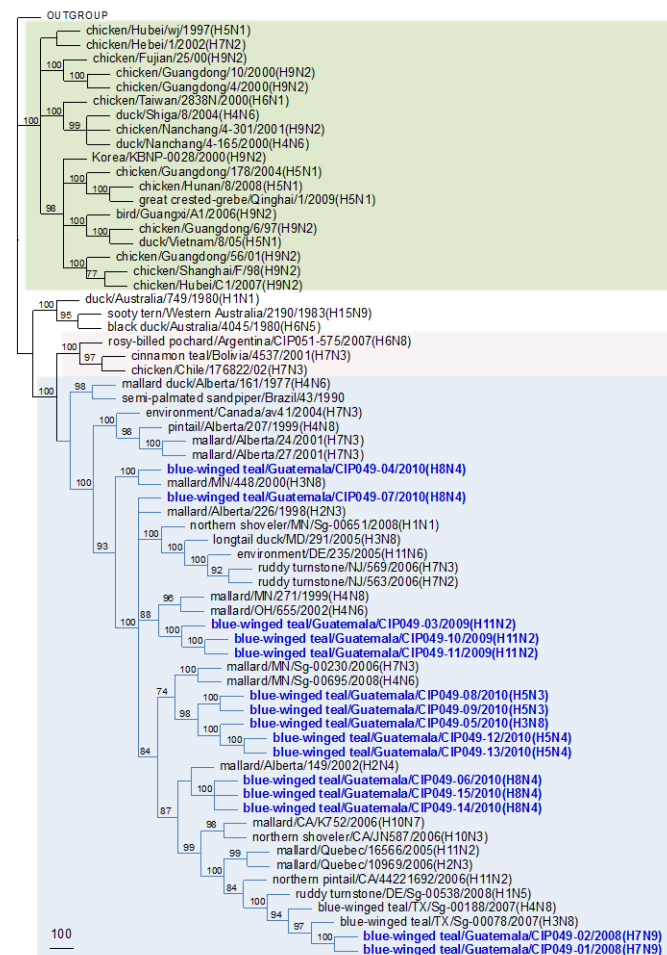 OUTGROUP
chicken/Hubei/wj/1997(H5N1)
chicken/Hebei/1/2002(H7N2)
chicken/Fujian/25/00(H9N2)
100
chicken/Guangdong/10/2000(H9N2)
100
chicken/Guangdong/4/2000(H9N2)
chicken/Taiwan/2838N/2000(H6N1)
100
duck/Shiga/8/2004(H4N6)
100
99
chicken/Nanchang/4-301/2001(H9N2)
duck/Nanchang/4-165/2000(H4N6)
Korea/KBNP-0028/2000(H9N2)
chicken/Guangdong/178/2004(H5N1)
100
chicken/Hunan/8/2008(H5N1)
100
great crested-grebe/Qinghai/1/2009(H5N1)
98
bird/Guangxi/A1/2006(H9N2)
100
chicken/Guangdong/6/97(H9N2)
100
duck/Vietnam/8/05(H5N1)
chicken/Guangdong/56/01(H9N2)
100
77
chicken/Shanghai/F/98(H9N2)
chicken/Hubei/C1/2007(H9N2)
duck/Australia/749/1980(H1N1)
100
95
sooty tern/Western Australia/2190/1983(H15N9)
black duck/Australia/4045/1980(H6N5)
rosy-billed pochard/Argentina/CIP051-575/2007(H6N8)
100
97
cinnamon teal/Bolivia/4537/2001(H7N3)
chicken/Chile/176822/02(H7N3)
100
98
mallard duck/Alberta/161/1977(H4N6)
semi-palmated sandpiper/Brazil/43/1990
environment/Canada/av41/2004(H7N3)
100
pintail/Alberta/207/1999(H4N8)
98
mallard/Alberta/24/2001(H7N3)
100
mallard/Alberta/27/2001(H7N3)
100
blue-winged teal/Guatemala/CIP049-04/2010(H8N4)
100
mallard/MN/448/2000(H3N8)
blue-winged teal/Guatemala/CIP049-07/2010(H8N4)
mallard/Alberta/226/1998(H2N3)
northern shoveler/MN/Sg-00651/2008(H1N1)
100
longtail duck/MD/291/2005(H3N8)
93
100
environment/DE/235/2005(H11N6)
100
92
ruddy turnstone/NJ/569/2006(H7N3)
ruddy turnstone/NJ/563/2006(H7N2)
96
mallard/MN/271/1999(H4N8)
100
88
mallard/OH/655/2002(H4N6)
blue-winged teal/Guatemala/CIP049-03/2009(H11N2)
100
blue-winged teal/Guatemala/CIP049-10/2009(H11N2)
100
blue-winged teal/Guatemala/CIP049-11/2009(H11N2)
mallard/MN/Sg-00230/2006(H7N3)
100
mallard/MN/Sg-00695/2008(H4N6)
74
blue-winged teal/Guatemala/CIP049-08/2010(H5N3)
100
98
blue-winged teal/Guatemala/CIP049-09/2010(H5N3)
blue-winged teal/Guatemala/CIP049-05/2010(H3N8)
100
blue-winged teal/Guatemala/CIP049-12/2010(H5N4)
100
84
blue-winged teal/Guatemala/CIP049-13/2010(H5N4)
mallard/Alberta/149/2002(H2N4)
blue-winged teal/Guatemala/CIP049-06/2010(H8N4)
100
100
blue-winged teal/Guatemala/CIP049-15/2010(H8N4)
87
blue-winged teal/Guatemala/CIP049-14/2010(H8N4)
98
mallard/CA/K752/2006(H10N7)
northern shoveler/CA/JN587/2006(H10N3)
99
99
mallard/Quebec/16566/2005(H11N2)
mallard/Quebec/10969/2006(H2N3)
100
northern pintail/CA/44221692/2006(H11N2)
84
ruddy turnstone/DE/Sg-00538/2008(H1N5)
100
blue-winged teal/TX/Sg-00188/2007(H4N8)
94
blue-winged teal/TX/Sg-00078/2007(H3N8)
97
blue-winged teal/Guatemala/CIP049-02/2008(H7N9)
100
blue-winged teal/Guatemala/CIP049-01/2008(H7N9)
100